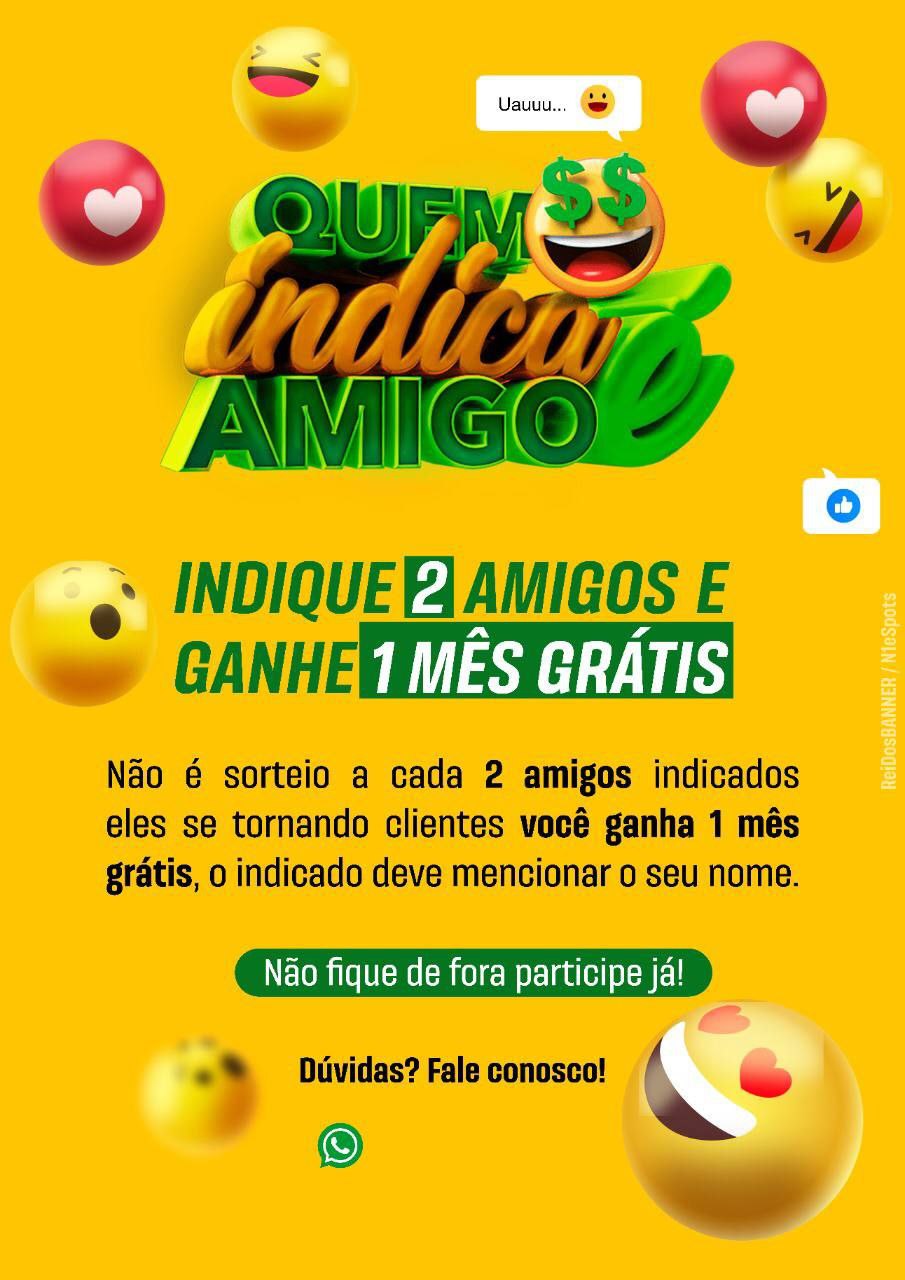 Uauuu...
QUEM
indica
É
AMIGO
INDIQUE 2 AMIGOS E
GANHE 1 MÊS GRÁTIS
Não é sorteio a cada 2 amigos indicados
eles se tornando clientes você ganha 1 mês
grátis, o indicado deve mencionar o seu nome.
Não fique de fora participe já!
Dúvidas? Fale conosco!
ReiDosBANNER / N1eSpots